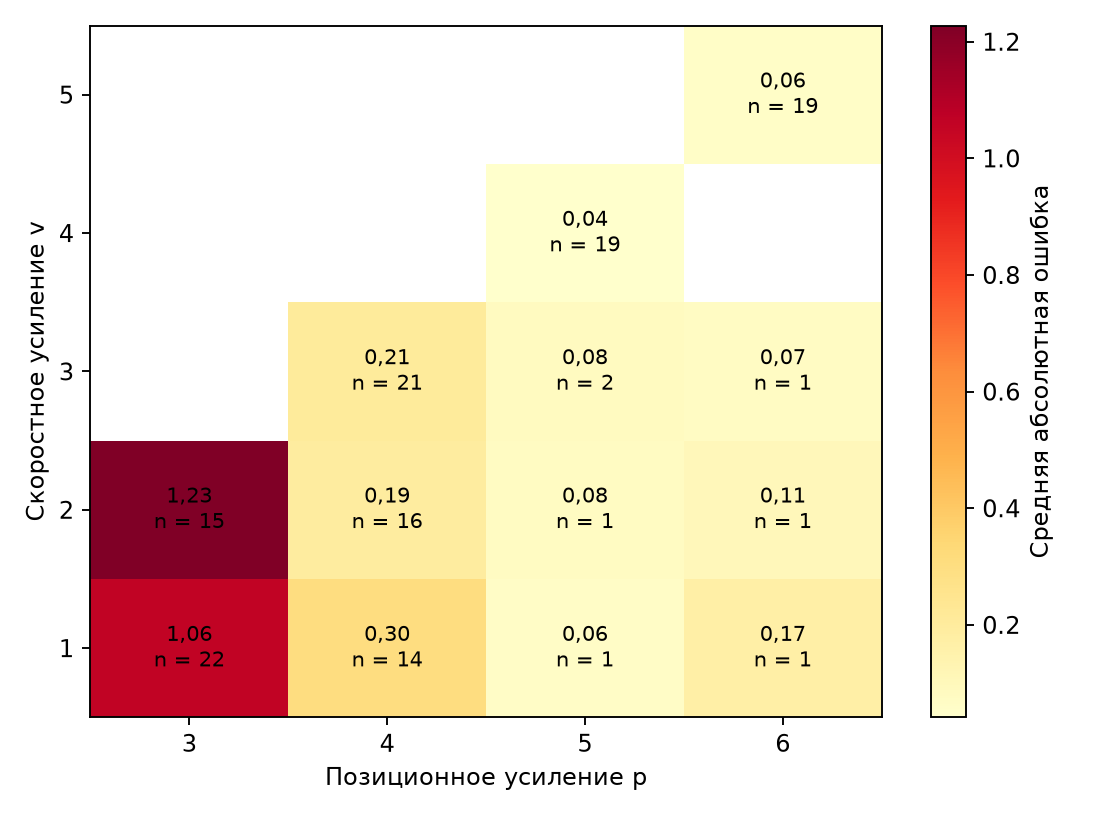 5
0,06
n = 19
4
0,04
n = 19
3
0,21
n = 21
0,08
n = 2
0,07
n = 1
2
1,23
n = 15
0,19
n = 16
0,08
n = 1
0,11
n = 1
1
1,06
n = 22
0,30
n = 14
0,06
n = 1
0,17
n = 1
3
4
5
6
Позиционное усиление p
Скоростное усиление v
1.2
1.0
0.8
0.6
0.4
0.2
Средняя абсолютная ошибка